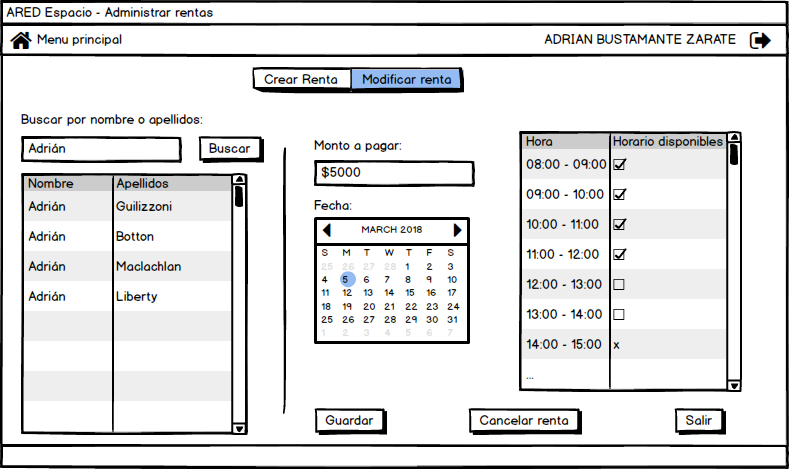 ARED Espacio - Administrar rentas
Menu principal
ADRIAN BUSTAMANTE ZARATE
Crear Renta
Modificar renta
Buscar por nombre o apellidos:
Adrián
Buscar
Nombre Apellidos
Adrián Guilizzoni
Adrián Botton
Adrián Maclachlan
Adrián Liberty
Monto a pagar:
$5000
Fecha:
MARCH 2018
S M T W T F S
25 26 27 28 1 2 3
4 5 6 7 8 9 10
11 12 13 14 15 16 17
18 19 20 21 22 23 24
25 26 27 28 29 30 31
1 2 3 4 5 6 7
Hora Horario disponibles
08:00 - 09:00
09:00 - 10:00
10:00 - 11:00
11:00 - 12:00
12:00 - 13:00
13:00 - 14:00
14:00 - 15:00 x
...
Guardar
Cancelar renta
Salir